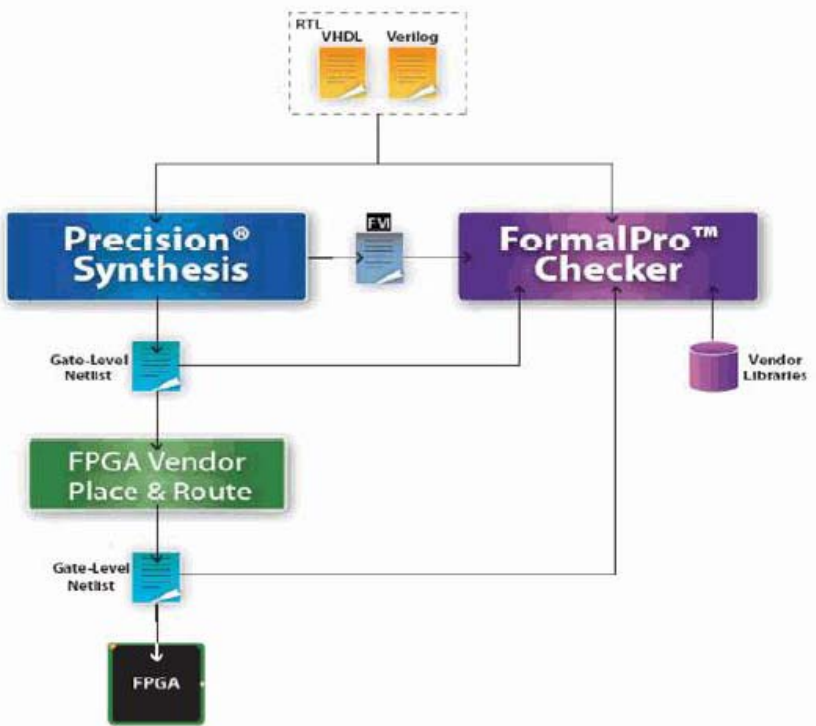 RTL
VHDL Verilog
Precision® Synthesis
FVI
FormalPro™ Checker
Gate-Level
Netlist
Vendor
Libraries
FPGA Vendor
Place & Route
Gate-Level
Netlist
FPGA